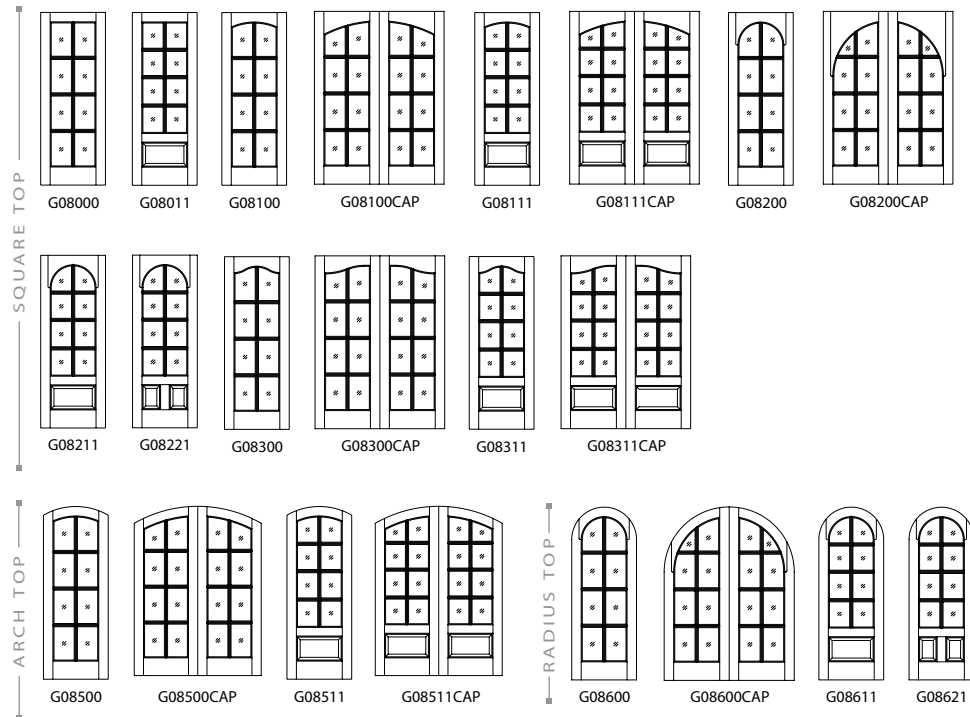 SQUARE TOP
G08000 G08011 G08100 G08100CAP G08111 G08111CAP G08200 G08200CAP
G08211 G08221 G08300 G08300CAP G08311 G08311CAP
ARCH TOP
G08500 G08500CAP G08511 G08511CAP
RADIUS TOP
G08600 G08600CAP G08611 G08621